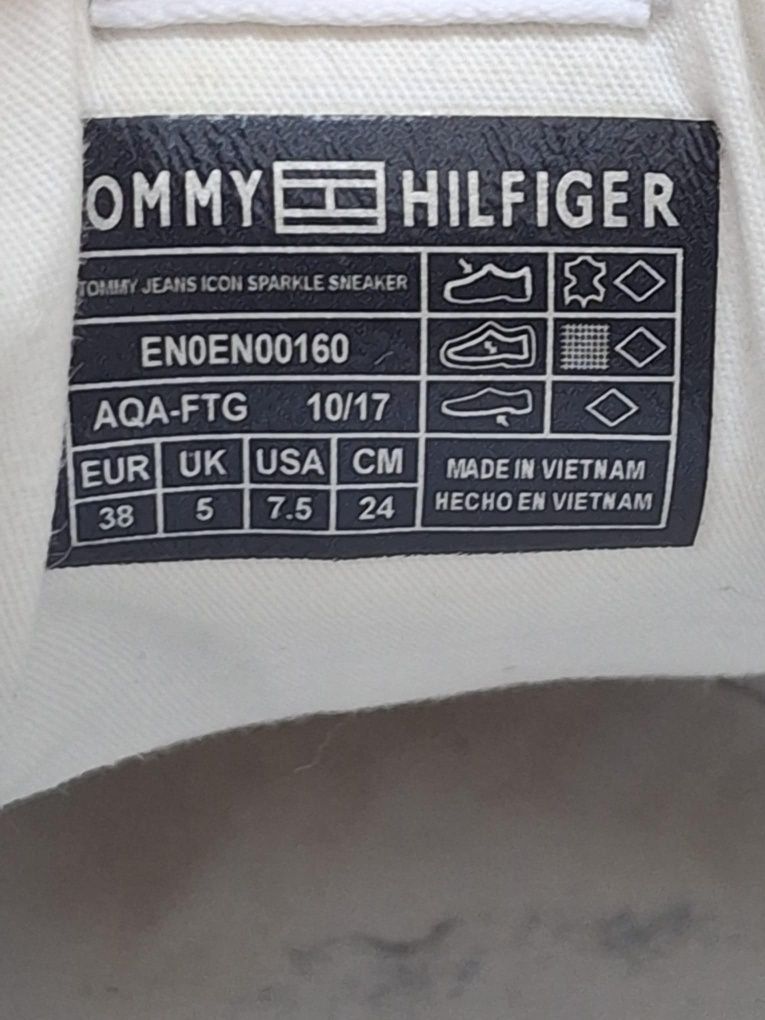 OMMY HILFIGER
TOMMY JEANS ICON SPARKLE SNEAKER
EN0EN00160
AQA-FTG 10/17
EUR UK USA CM
38 5 7.5 24
MADE IN VIETNAM
HECHO EN VIETNAM